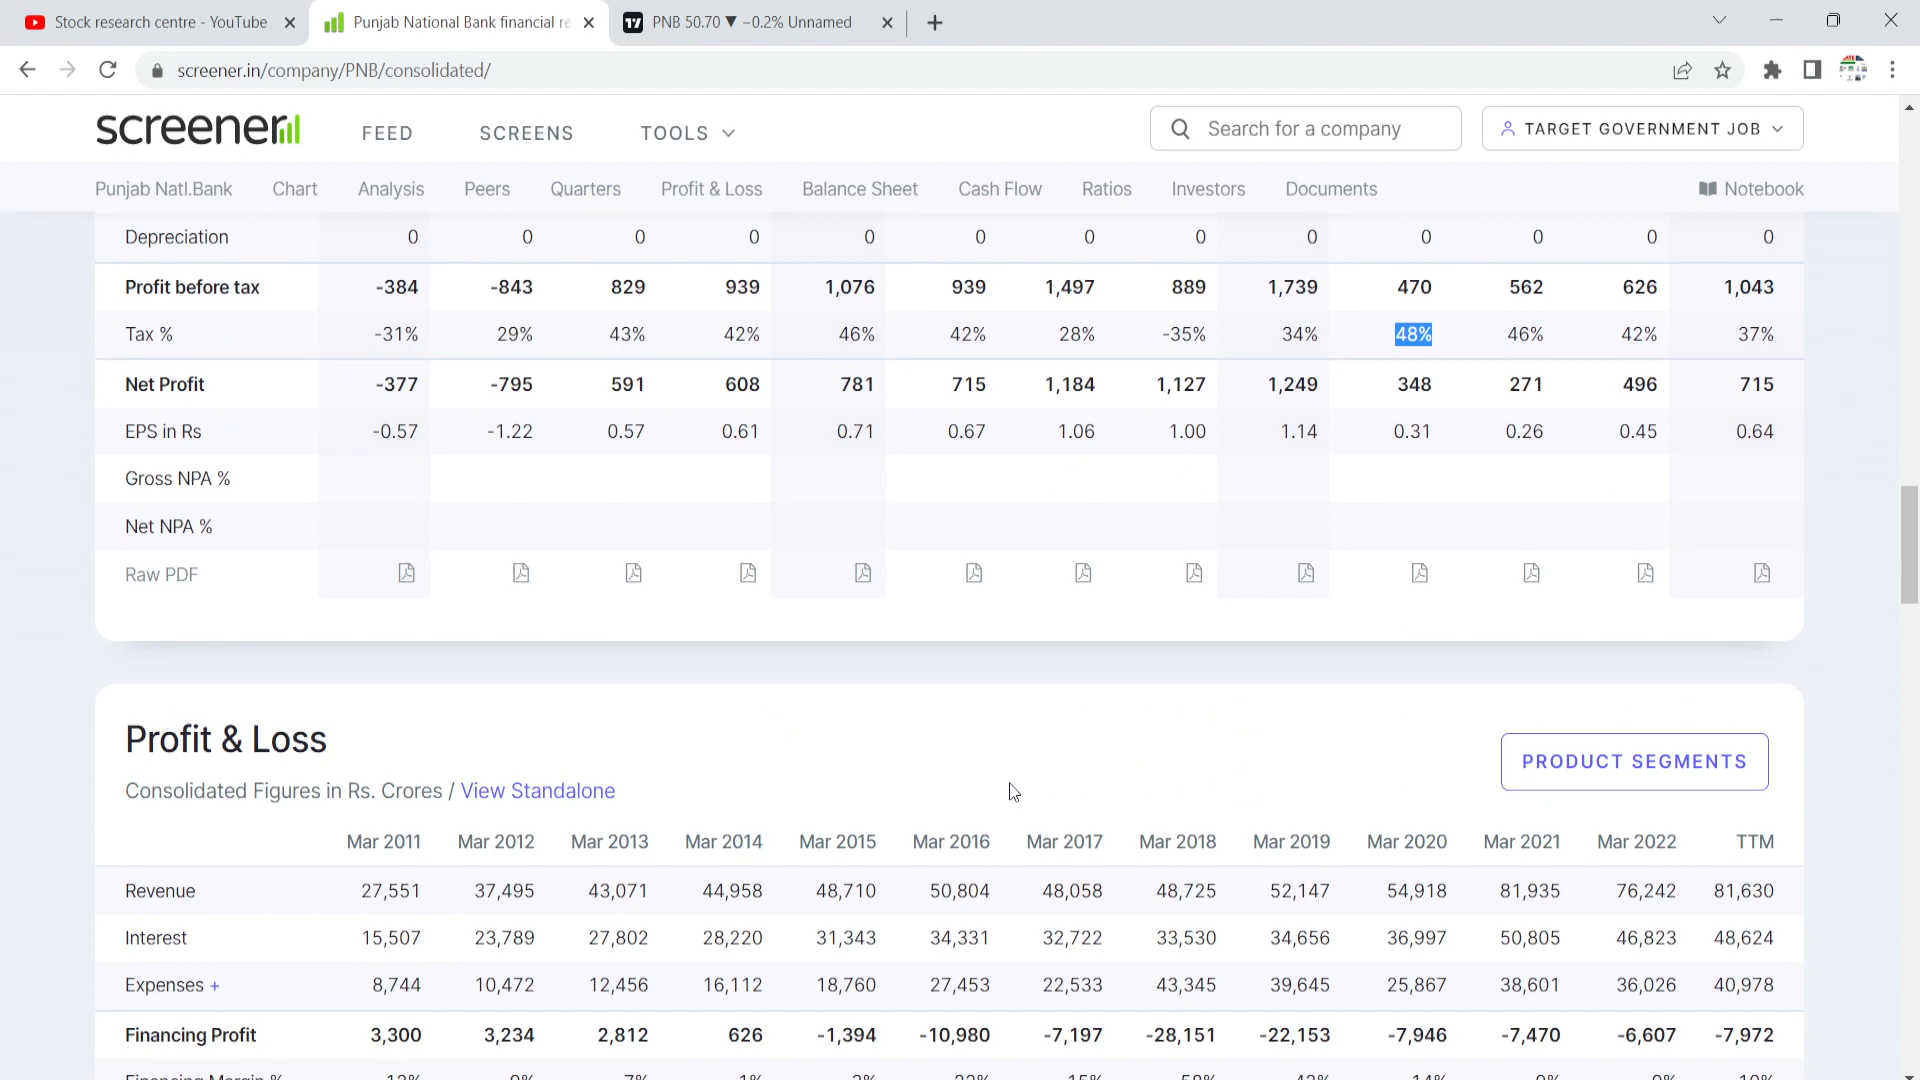 Stock research centre - YouTube
Punjab National Bank financial re
PNB 50.70 ▼ −0.2% Unnamed
screener.in/company/PNB/consolidated/
screener
FEED
SCREENS
TOOLS
Search for a company
TARGET GOVERNMENT JOB
Punjab Natl.Bank Chart Analysis Peers Quarters Profit & Loss Balance Sheet Cash Flow Ratios Investors Documents Notebook
Depreciation 0 0 0 0 0 0 0 0 0 0 0 0 0
Profit before tax -384 -843 829 939 1,076 939 1,497 889 1,739 470 562 626 1,043
Tax % -31% 29% 43% 42% 46% 42% 28% -35% 34% 48% 46% 42% 37%
Net Profit -377 -795 591 608 781 715 1,184 1,127 1,249 348 271 496 715
EPS in Rs -0.57 -1.22 0.57 0.61 0.71 0.67 1.06 1.00 1.14 0.31 0.26 0.45 0.64
Gross NPA %
Net NPA %
Raw PDF
Profit & Loss
PRODUCT SEGMENTS
Consolidated Figures in Rs. Crores / View Standalone
Mar 2011 Mar 2012 Mar 2013 Mar 2014 Mar 2015 Mar 2016 Mar 2017 Mar 2018 Mar 2019 Mar 2020 Mar 2021 Mar 2022 TTM
Revenue 27,551 37,495 43,071 44,958 48,710 50,804 48,058 48,725 52,147 54,918 81,935 76,242 81,630
Interest 15,507 23,789 27,802 28,220 31,343 34,331 32,722 33,530 34,656 36,997 50,805 46,823 48,624
Expenses + 8,744 10,472 12,456 16,112 18,760 27,453 22,533 43,345 39,645 25,867 38,601 36,026 40,978
Financing Profit 3,300 3,234 2,812 626 -1,394 -10,980 -7,197 -28,151 -22,153 -7,946 -7,470 -6,607 -7,972